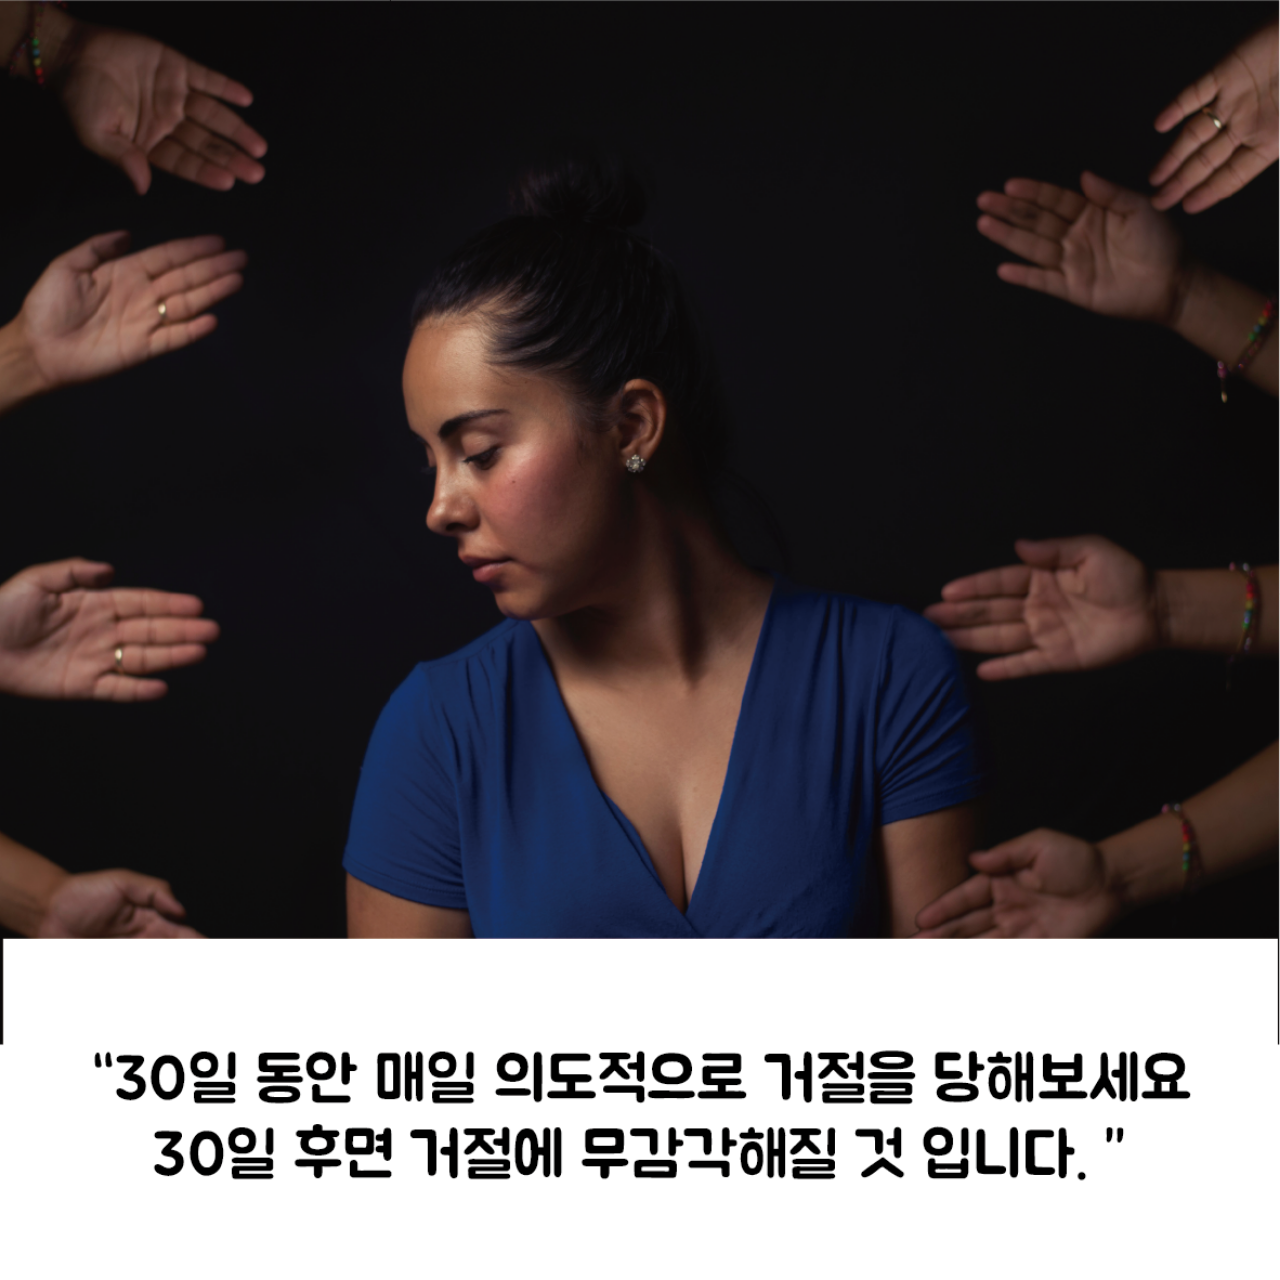 “30일 동안 매일 의도적으로 거절을 당해보세요
30일 후면 거절에 무감각해질 것 입니다. ”